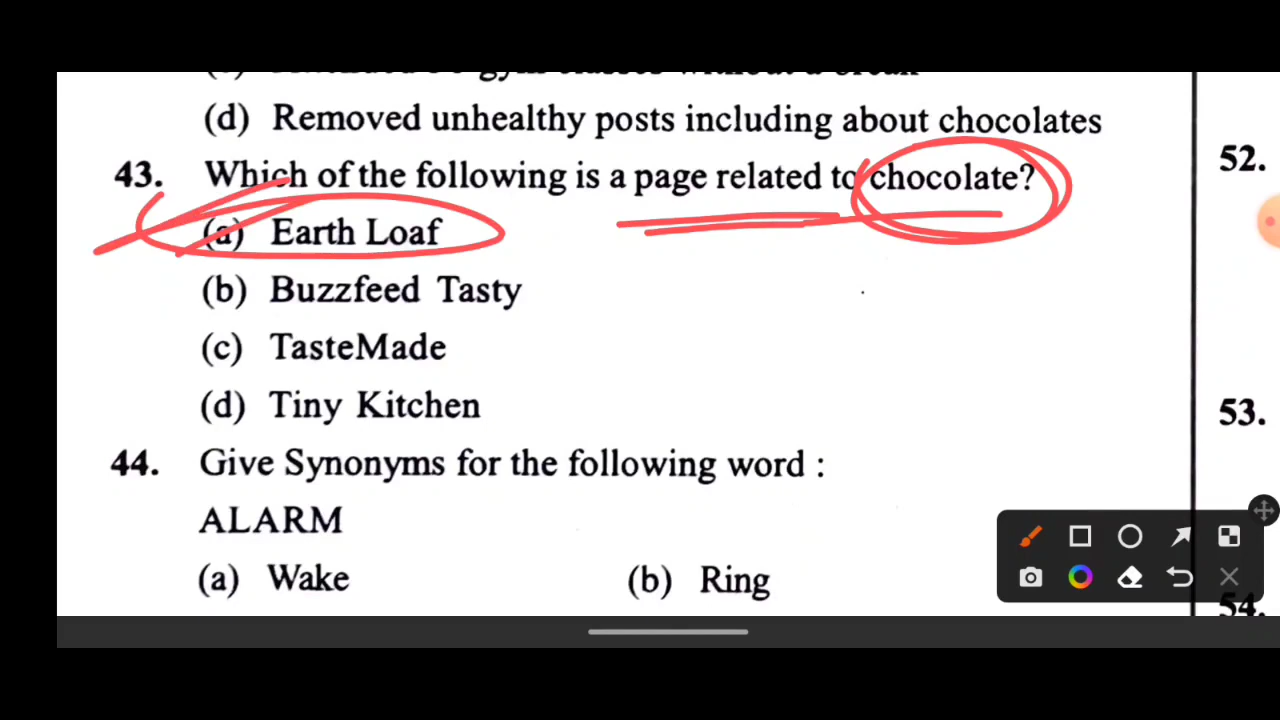 (d) Removed unhealthy posts including about chocolates
43. Which of the following is a page related to chocolate?
(a) Earth Loaf
(b) Buzzfeed Tasty
(c) TasteMade
(d) Tiny Kitchen
44. Give Synonyms for the following word :
ALARM
(a) Wake (b) Ring
52.
53.
54.